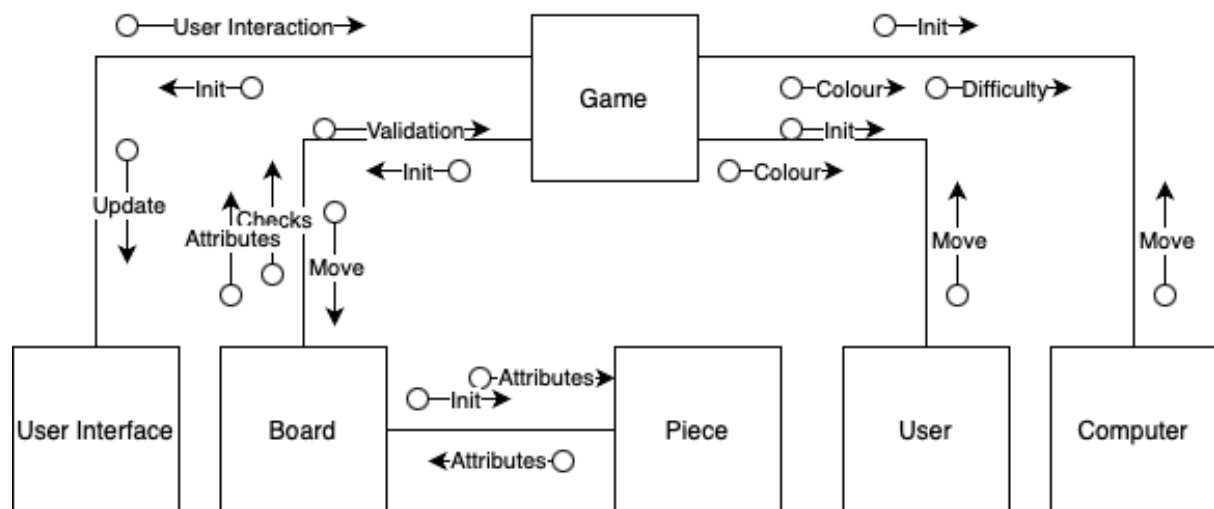 User Interaction
Init
Init
Game
Colour
Difficulty
Validation
Init
Init
Colour
Update
Checks
Attributes
Move
Move
Move
Attributes
Init
User Interface
Board
Piece
User
Computer
Attributes